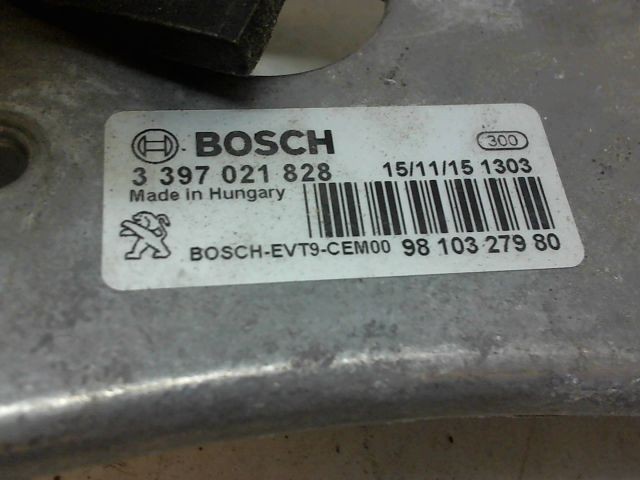 BOSCH 300
3 397 021 828 15/11/15 1303
Made in Hungary
BOSCH-EVT9-CEM00 98 103 279 80